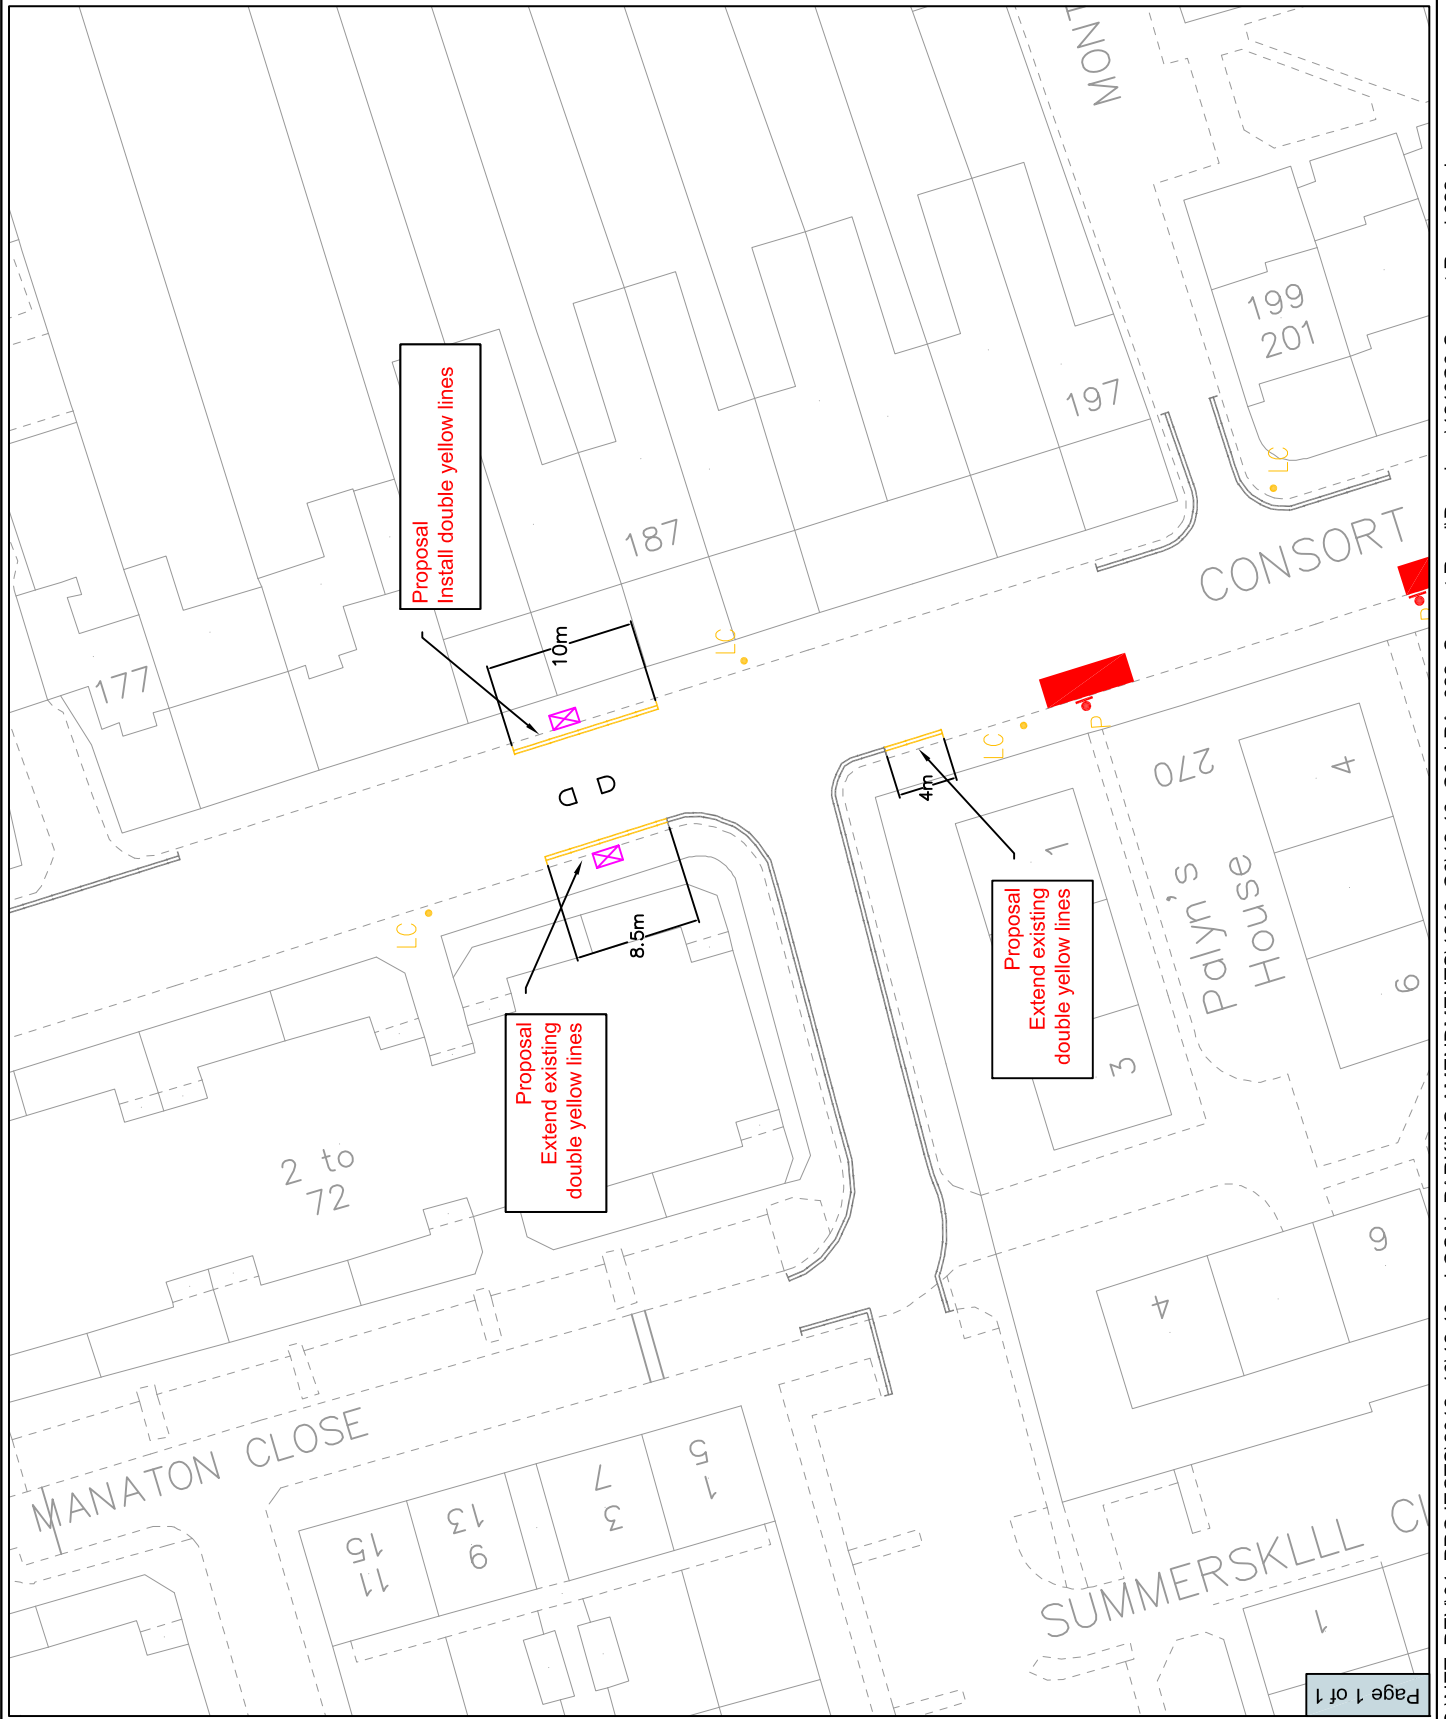 MONT
199
201
197
187
177
Proposal
Install double yellow lines
10m
LC
LC
CONSORT
LC
P
LC
4m
8.5m
270
4
1
3
6
Palyn's
House
Proposal
Extend existing
double yellow lines
Proposal
Extend existing
double yellow lines
2 to
72
4
6
MANATON CLOSE
11
15
9
13
3
7
1
5
SUMMERSKLLL
1
Page 1 of 1